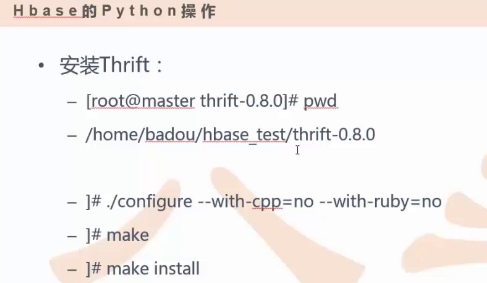 Hbase的Python操作
• 安装Thrift：
– [root@master thrift-0.8.0]# pwd
– /home/badou/hbase_test/thrift-0.8.0
– ]# ./configure --with-cpp=no --with-ruby=no
– ]# make
– ]# make install